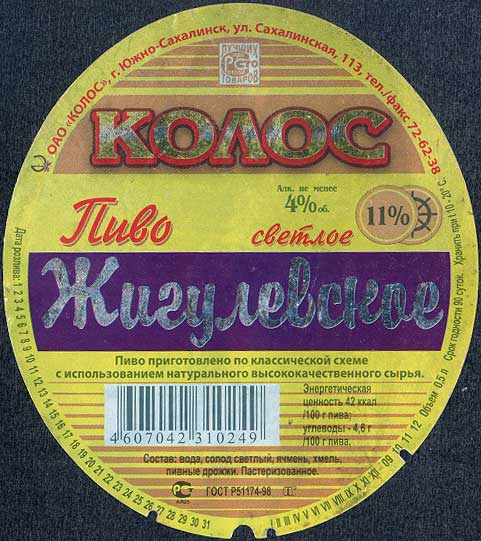 ОАО «КОЛОС», г. Южно-Сахалинск, ул. Сахалинская, 113, тел./факс 72-62-38
ЛУЧШИХ
ТОВАРОВ
КОЛОС
Алк. не менее
4% об.
11%
Пиво светлое
Жигулевское
Пиво приготовлено по классической схеме
с использованием натурального высококачественного сырья.
Энергетическая
ценность 42 ккал
/100 г пива;
углеводы - 4,6 г
/100 г пива.
4607042310249
Состав: вода, солод светлый, ячмень, хмель,
пивные дрожжи. Пастеризованное.
ГОСТ Р51174-98
Дата розлива: 1 2 3 4 5 6 7 8 9 10 11 12 13 14 15 16 17 18 19 20 21 22 23 24 25 26 27 28 29 30 31
I II III IV V VI VII VIII IX X XI XII - 09 10 11 12 Объем 0,5 л
Срок годности 90 суток. Хранить при t 10 - 20° С.